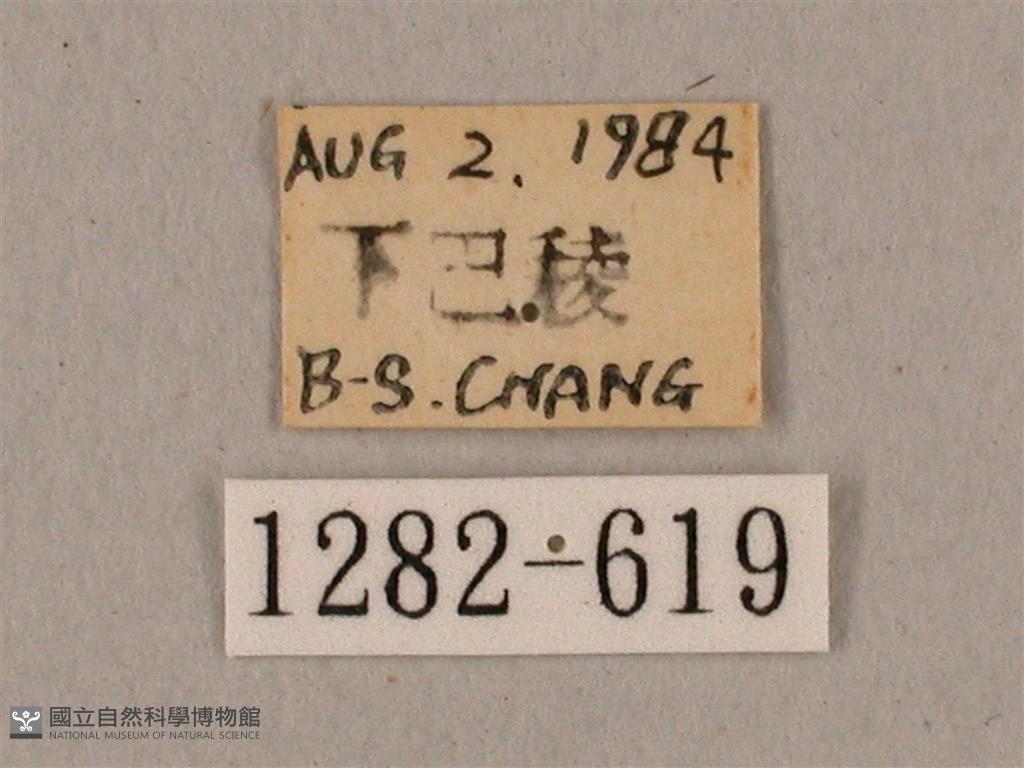 AUG 2. 1984
下巴稜
B-S. CHANG
1282-619
國立自然科學博物館
NATIONAL MUSEUM OF NATURAL SCIENCE